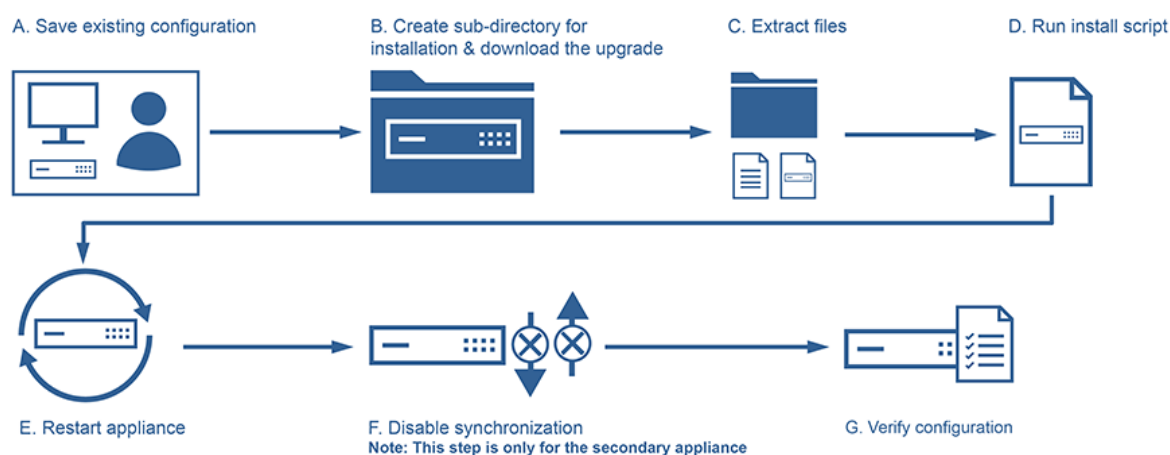 A. Save existing configuration
B. Create sub-directory for
installation & download the upgrade
C. Extract files
D. Run install script
E. Restart appliance
F. Disable synchronization
Note: This step is only for the secondary appliance
G. Verify configuration